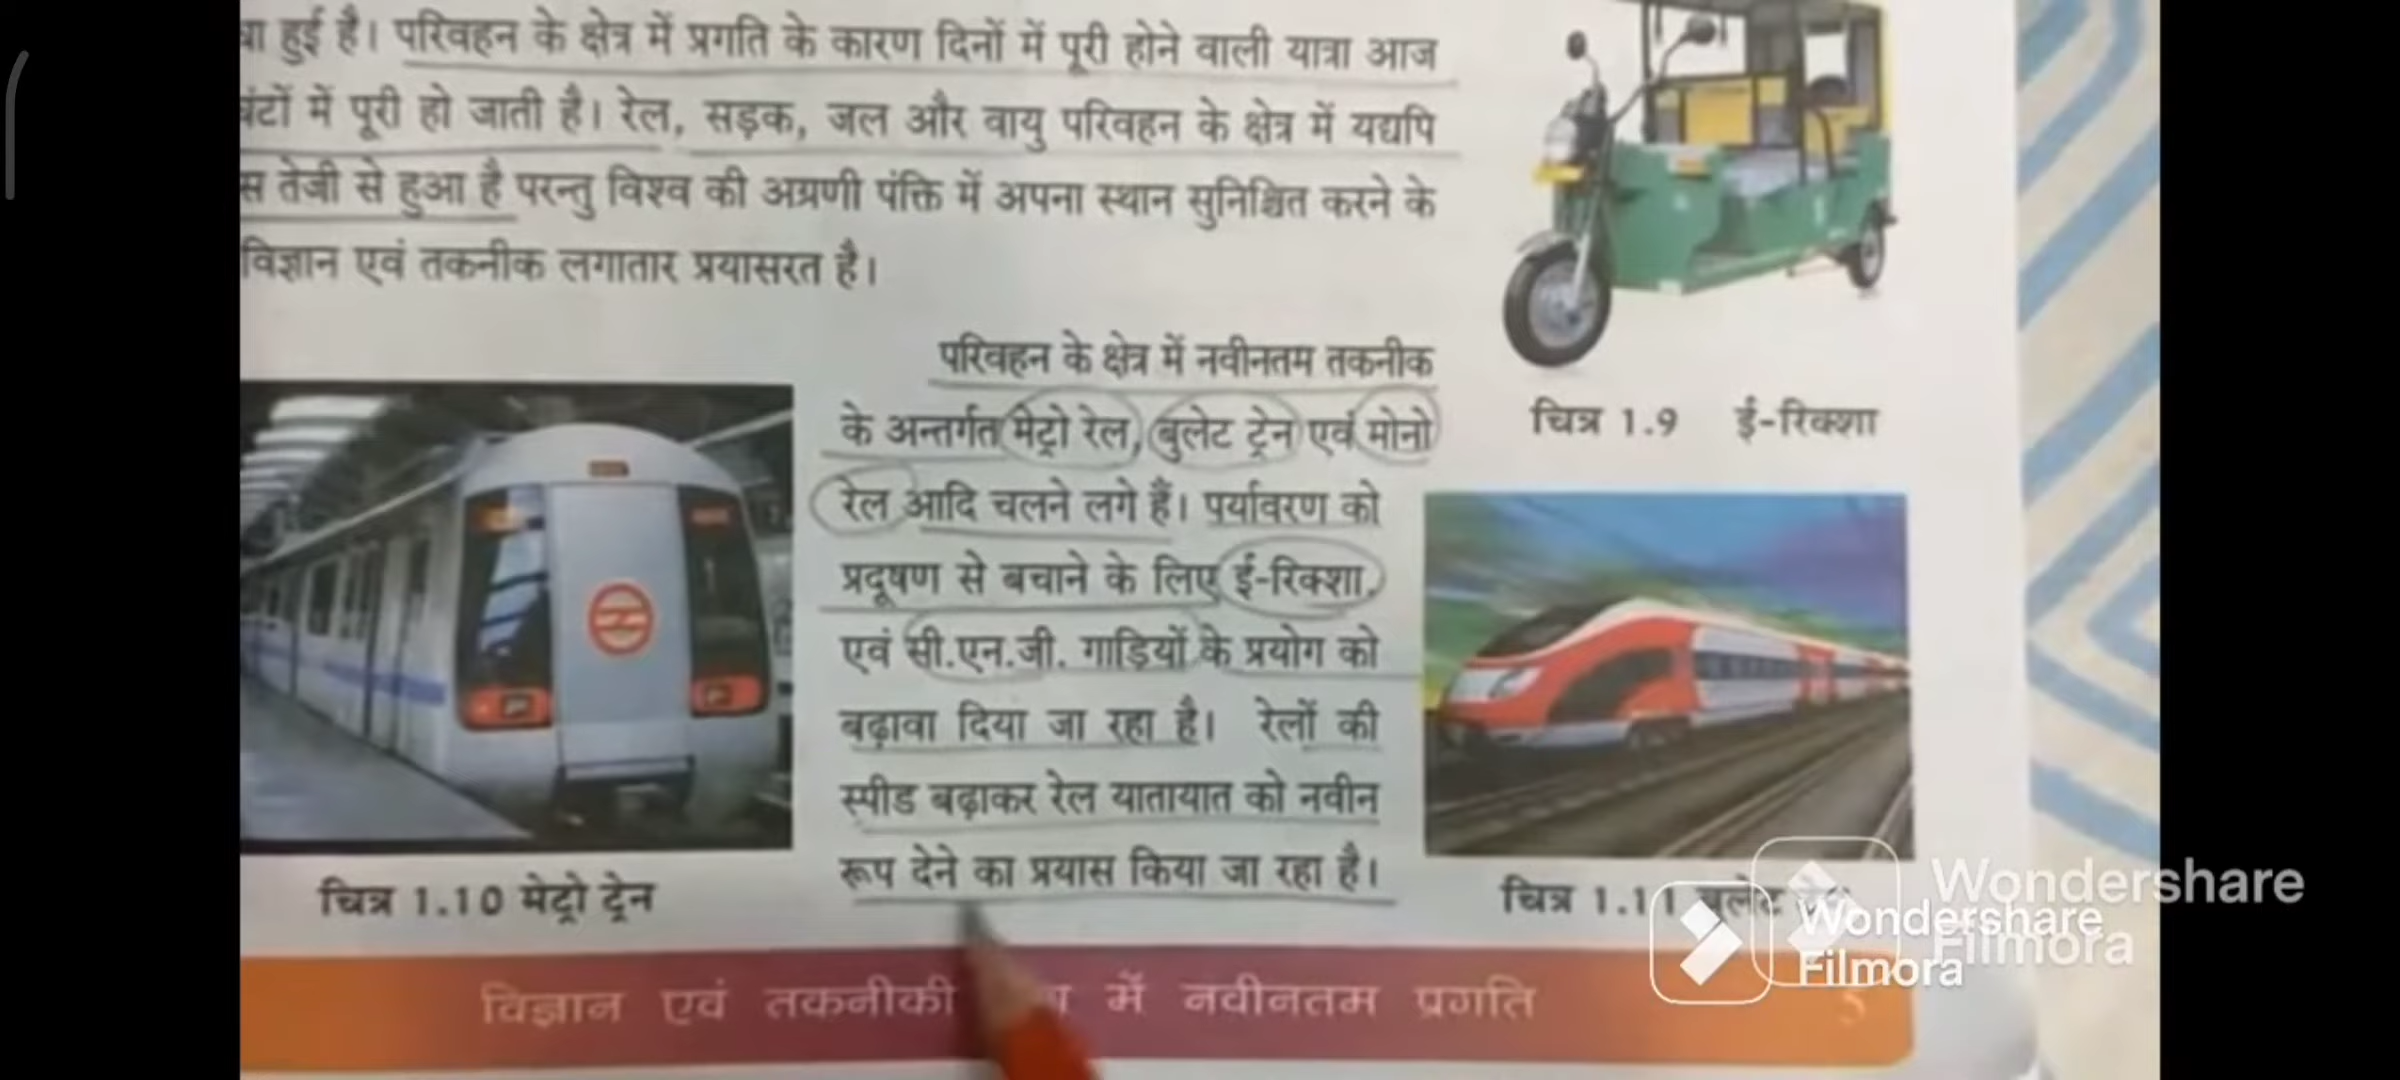 हुई है। परिवहन के क्षेत्र में प्रगति के कारण दिनों में पूरी होने वाली यात्रा आज
में पूरी हो जाती है। रेल, सड़क, जल और वायु परिवहन के क्षेत्र में यद्यपि
तेजी से हुआ है परन्तु विश्व की अग्रणी पंक्ति में अपना स्थान सुनिश्चित करने के
विज्ञान एवं तकनीक लगातार प्रयासरत है।
परिवहन के क्षेत्र में नवीनतम तकनीक
के अन्तर्गत मेट्रो रेल, बुलेट ट्रेन एवं मोनो
रेल आदि चलने लगे हैं। पर्यावरण को
प्रदूषण से बचाने के लिए ई-रिक्शा,
एवं सी.एन.जी. गाड़ियों के प्रयोग को
बढ़ावा दिया जा रहा है। रेलों की
स्पीड बढ़ाकर रेल यातायात को नवीन
रूप देने का प्रयास किया जा रहा है।
चित्र 1.9 ई-रिक्शा
चित्र 1.10 मेट्रो ट्रेन
चित्र 1.11 बुलेट
विज्ञान एवं तकनीकी में नवीनतम प्रगति 5
Wondershare
Filmora
Wondershare
Filmora